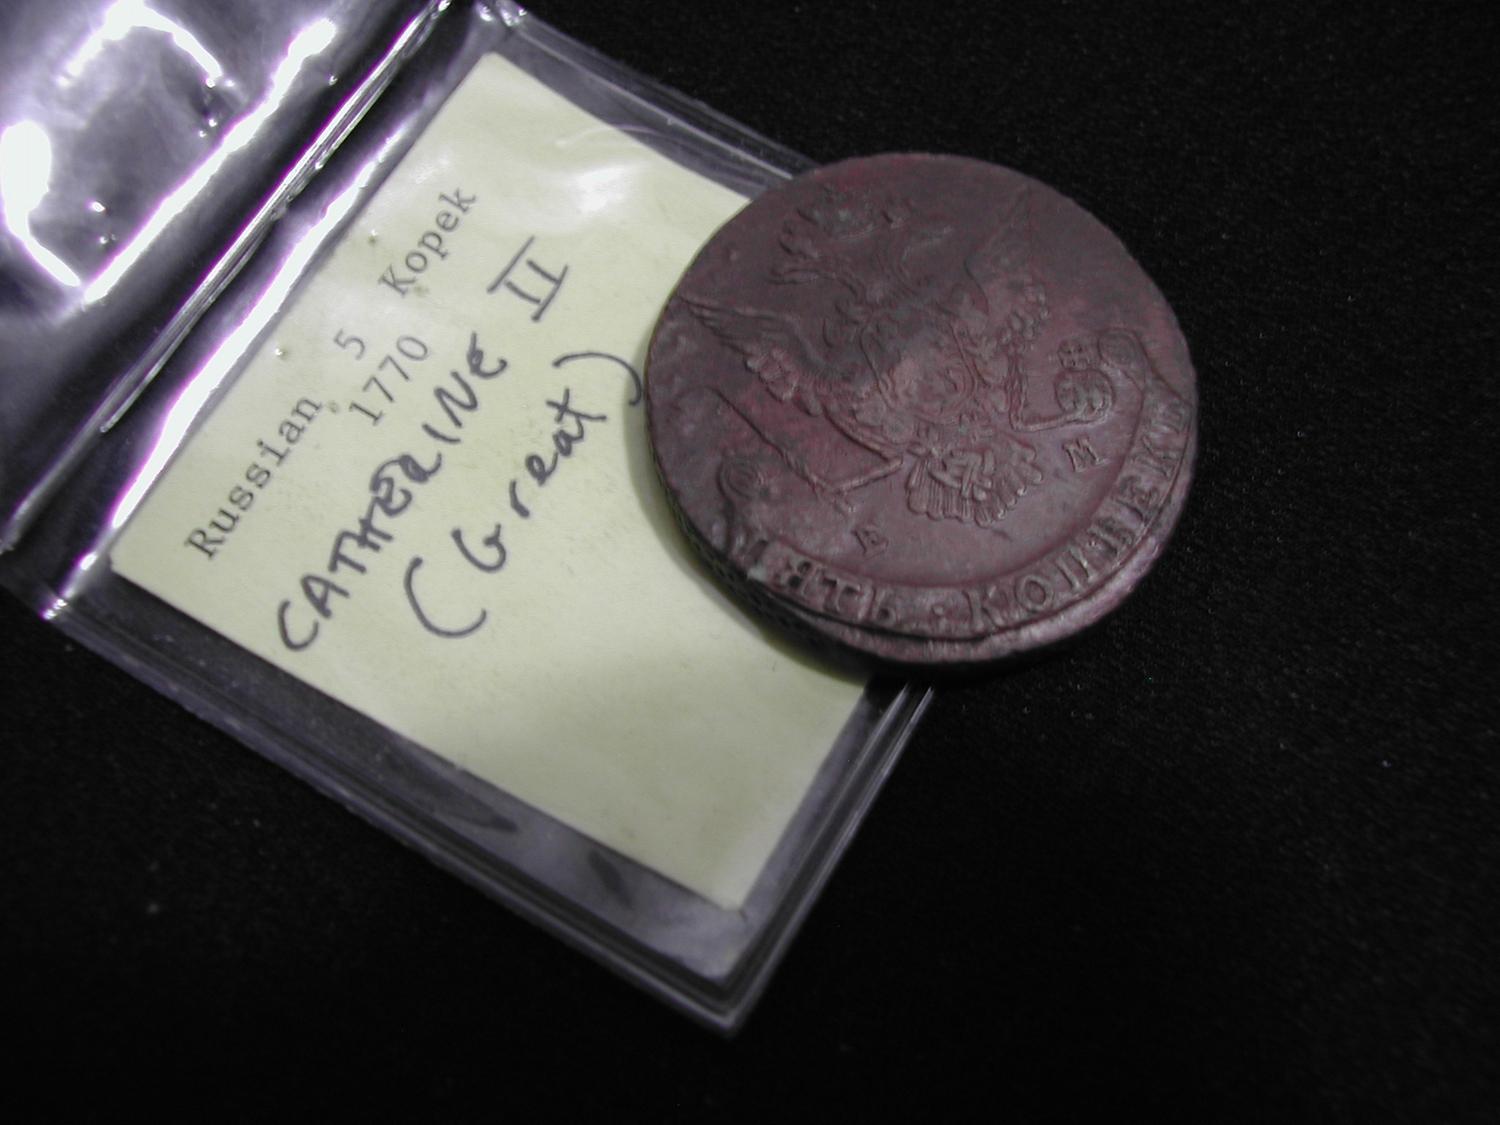 Russian 5 Kopek
1770
CATHERINE II
(Great)
Е М
ПЯТЬ · КОПѢЕКЪ